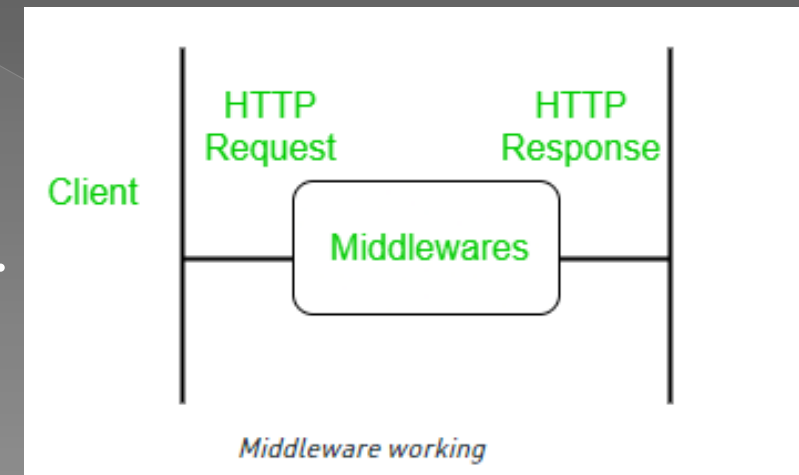 HTTP
Request
HTTP
Response
Client
Middlewares
Middleware working